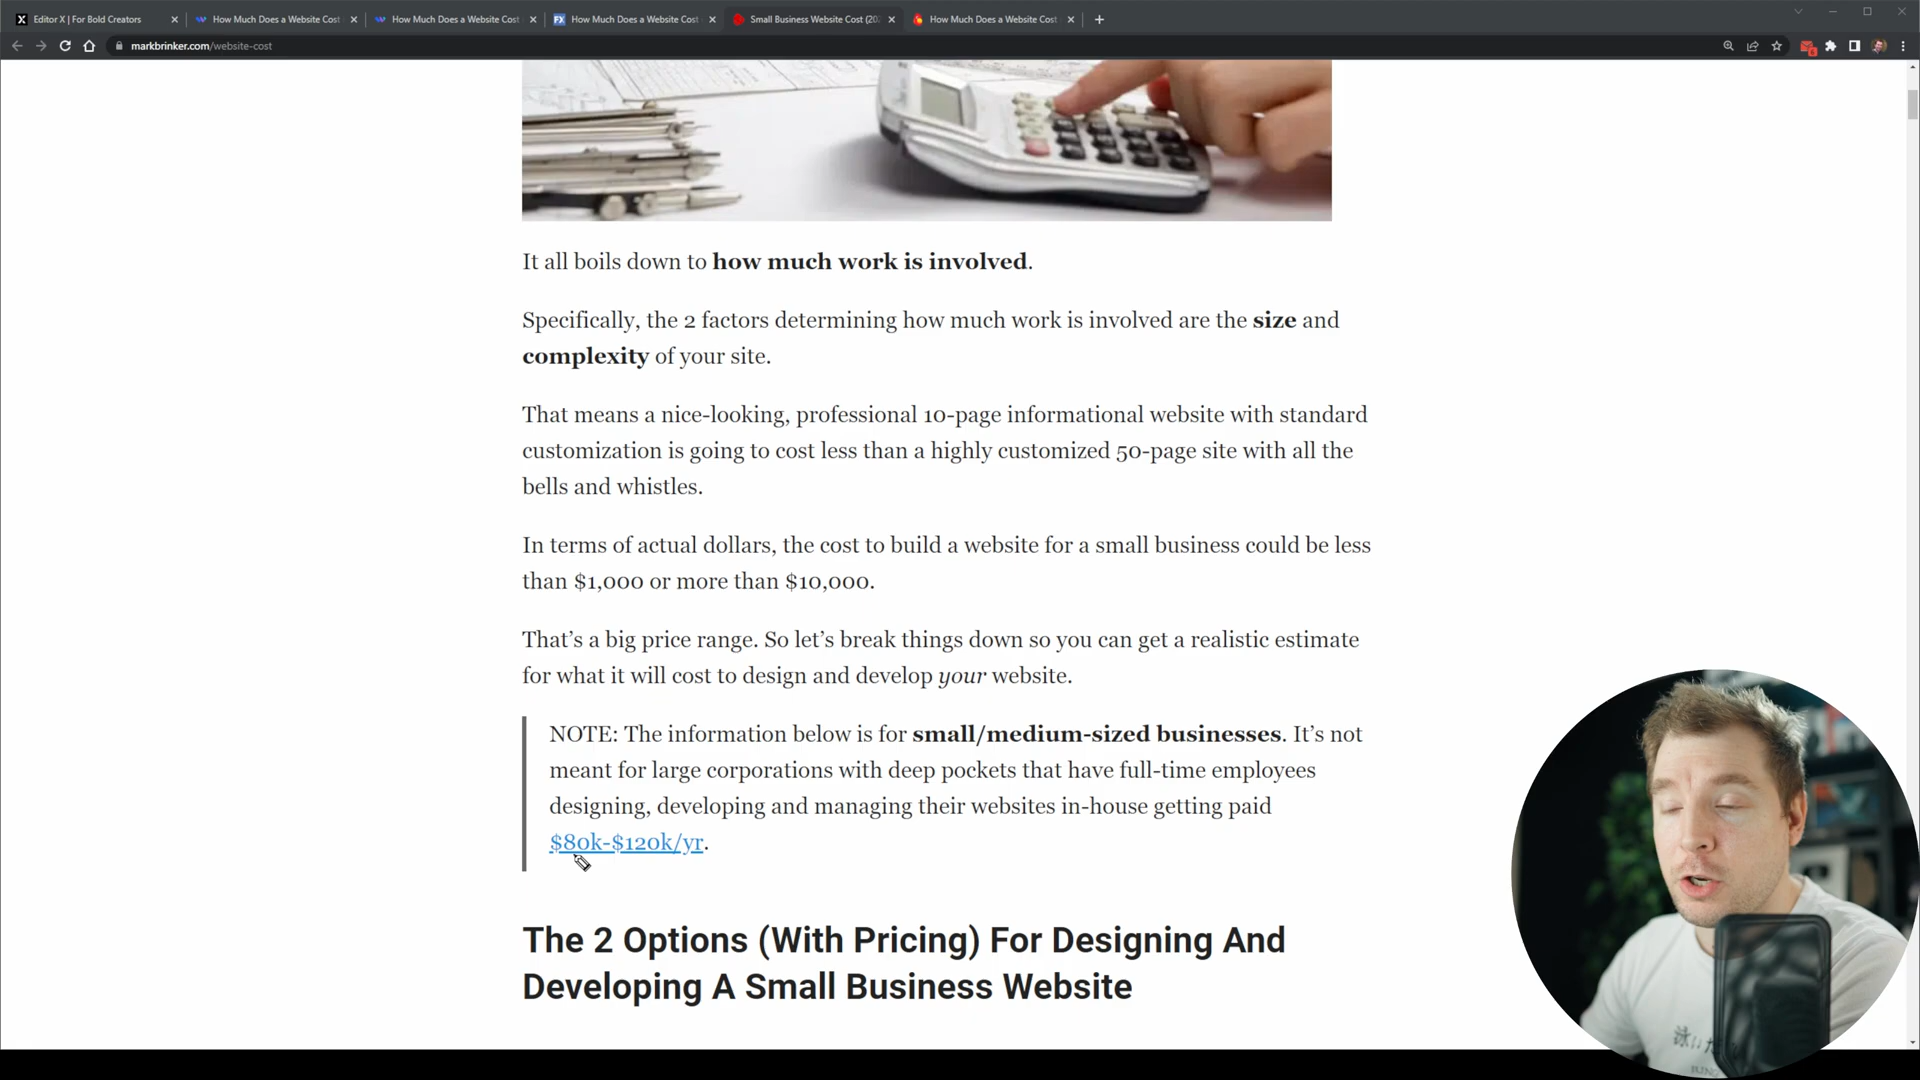 Editor X | For Bold Creators
How Much Does a Website Cost
How Much Does a Website Cost
How Much Does a Website Cost
Small Business Website Cost (202
How Much Does a Website Cost
markbrinker.com/website-cost
It all boils down to how much work is involved.
Specifically, the 2 factors determining how much work is involved are the size and
complexity of your site.
That means a nice-looking, professional 10-page informational website with standard
customization is going to cost less than a highly customized 50-page site with all the
bells and whistles.
In terms of actual dollars, the cost to build a website for a small business could be less
than $1,000 or more than $10,000.
That’s a big price range. So let’s break things down so you can get a realistic estimate
for what it will cost to design and develop your website.
NOTE: The information below is for small/medium-sized businesses. It’s not
meant for large corporations with deep pockets that have full-time employees
designing, developing and managing their websites in-house getting paid
$80k-$120k/yr.
The 2 Options (With Pricing) For Designing And
Developing A Small Business Website